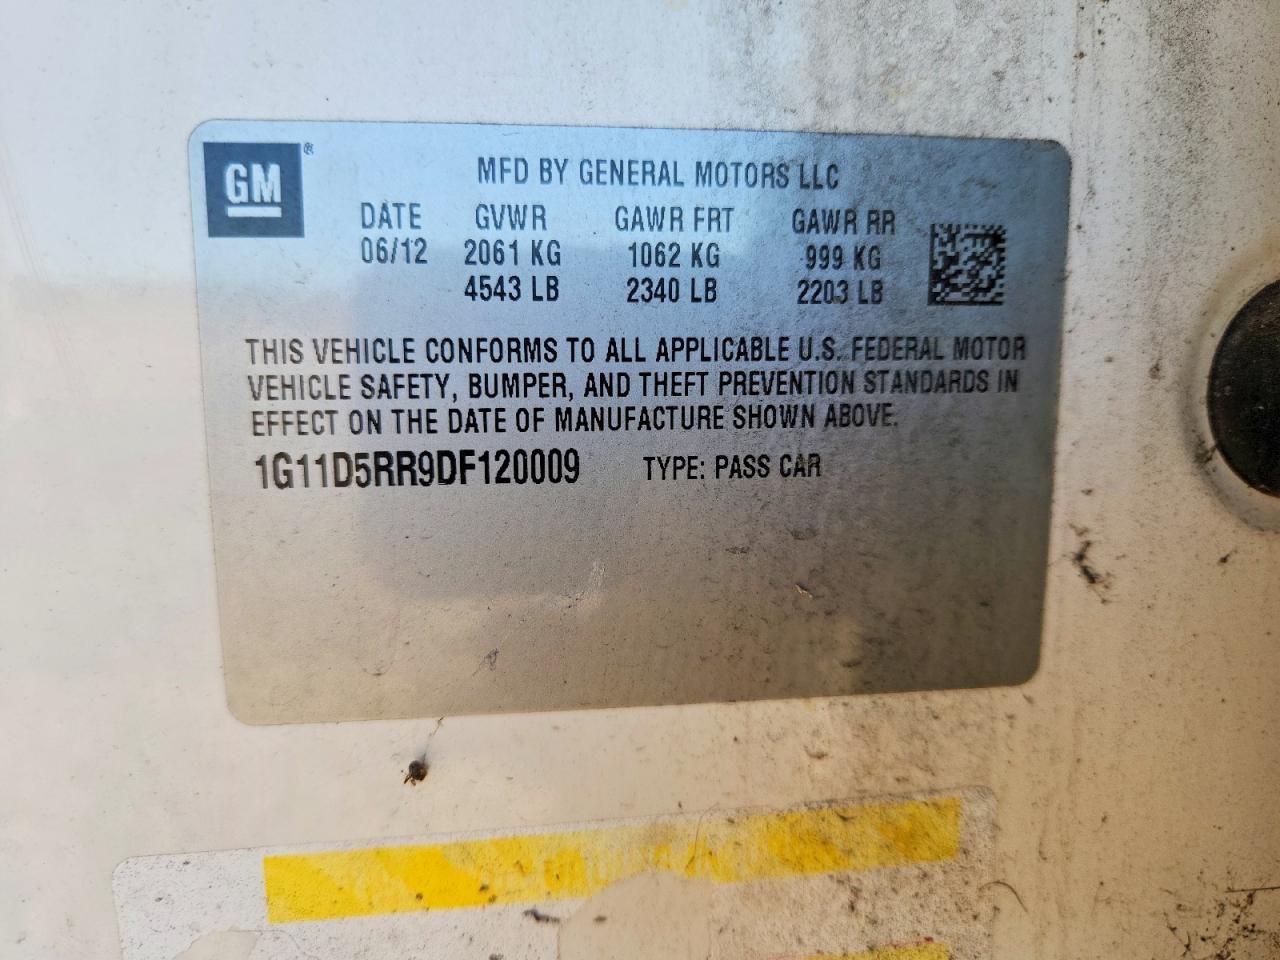 GM®
MFD BY GENERAL MOTORS LLC
DATE GVWR GAWR FRT GAWR RR
06/12 2061 KG 1062 KG 999 KG
4543 LB 2340 LB 2203 LB
THIS VEHICLE CONFORMS TO ALL APPLICABLE U.S. FEDERAL MOTOR
VEHICLE SAFETY, BUMPER, AND THEFT PREVENTION STANDARDS IN
EFFECT ON THE DATE OF MANUFACTURE SHOWN ABOVE.
1G11D5RR9DF120009 TYPE: PASS CAR